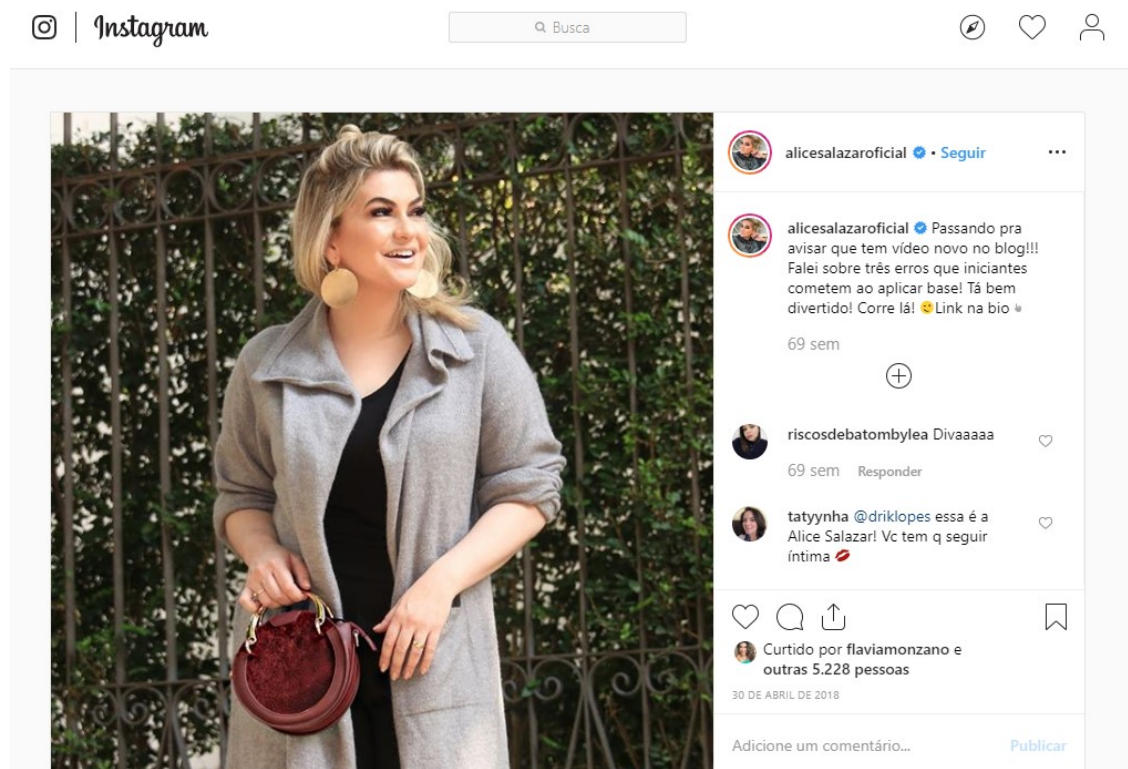 Instagram
Busca
alicesalazaroficial • Seguir
alicesalazaroficial Passando pra
avisar que tem vídeo novo no blog!!!
Falei sobre três erros que iniciantes
cometem ao aplicar base! Tá bem
divertido! Corre lá! 😉Link na bio
69 sem
riscosdebatombylea Divaaaaa
69 sem Responder
tatyynha @driklopes essa é a
Alice Salazar! Vc tem q seguir
íntima 💋
Curtido por flaviamonzano e
outras 5.228 pessoas
30 DE ABRIL DE 2018
Adicione um comentário... Publicar